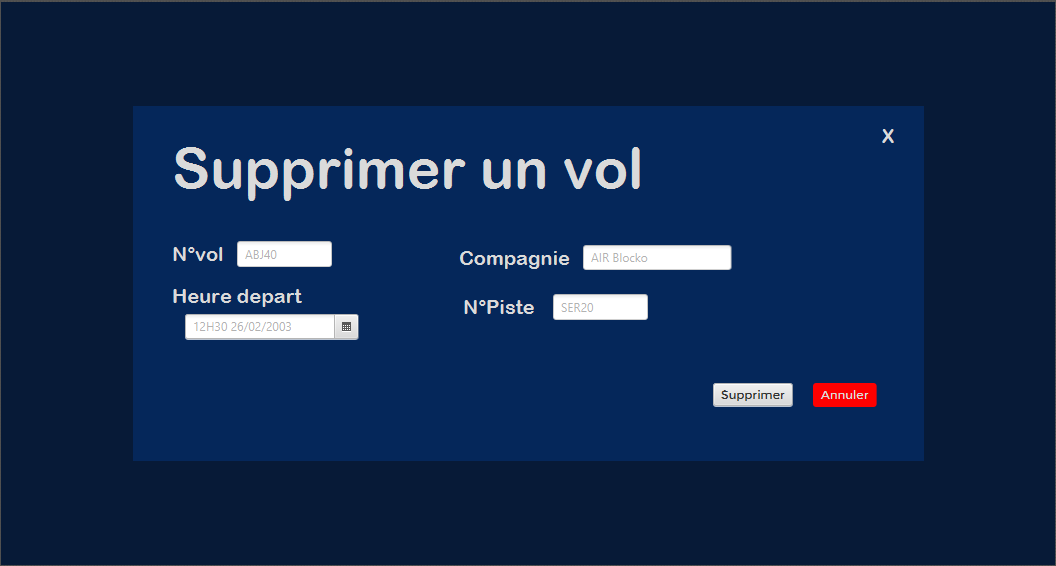 X
Supprimer un vol
N°vol ABJ40
Compagnie AIR Blocko
Heure depart
12H30 26/02/2003
N°Piste SER20
Supprimer Annuler